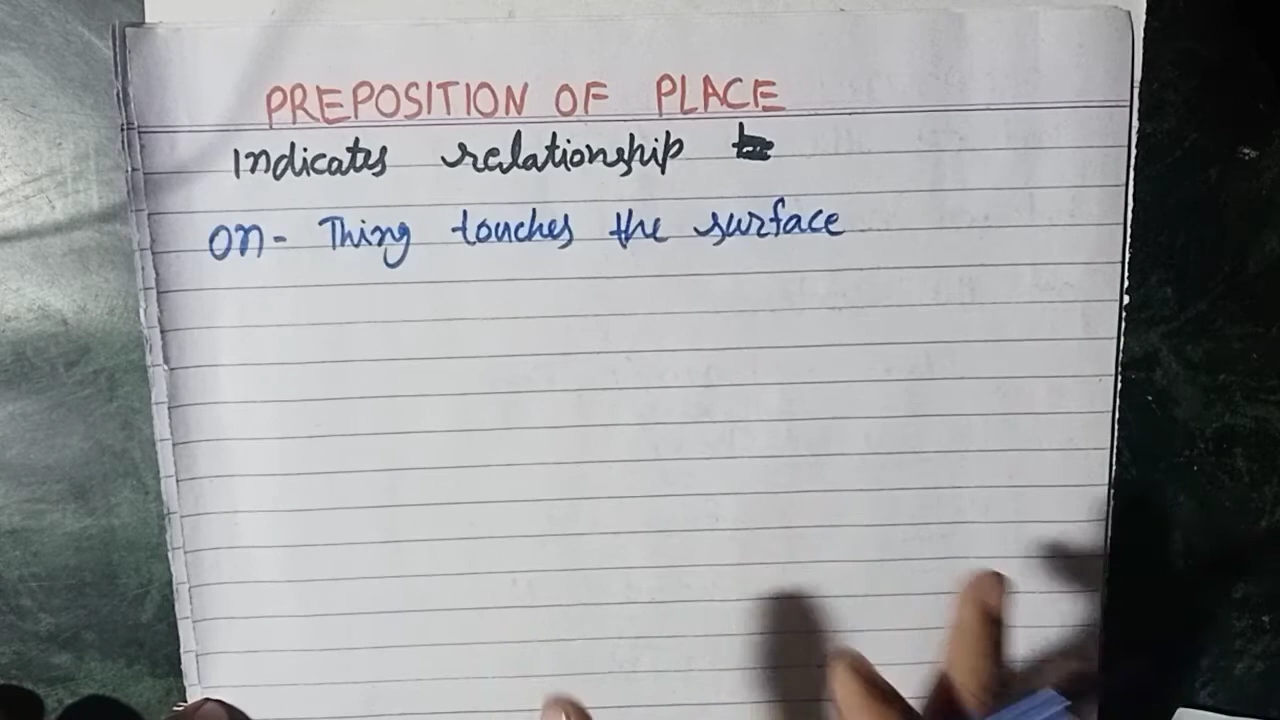 PREPOSITION OF PLACE
Indicates relationship
On- Thing touches the surface